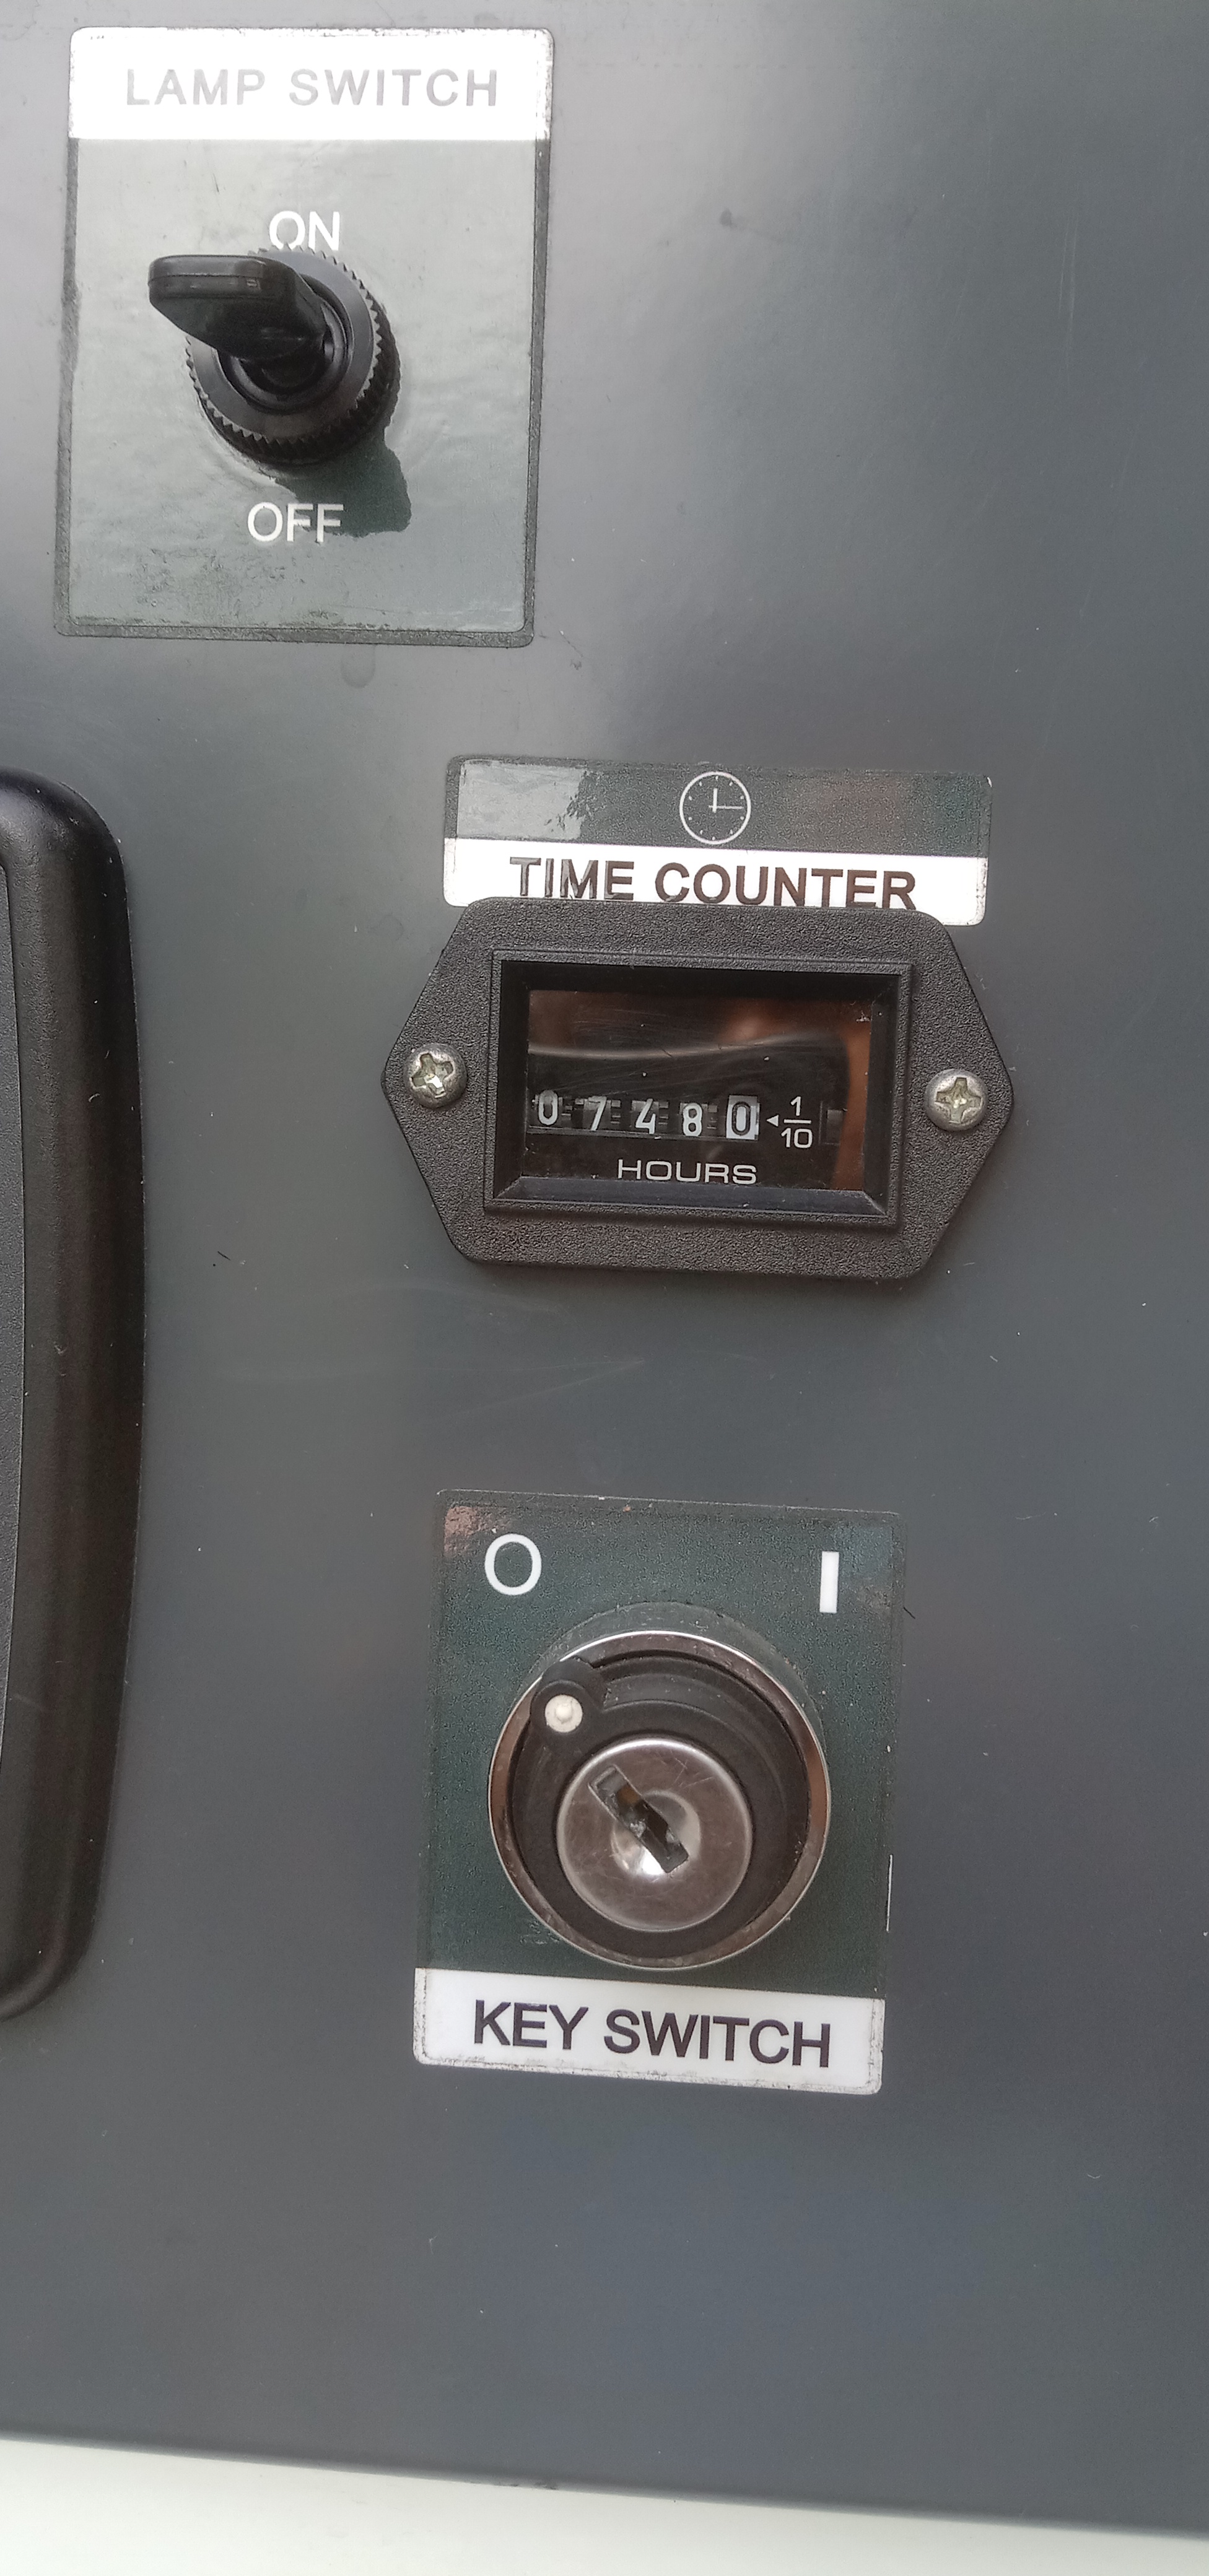 LAMP SWITCH
ON
OFF
TIME COUNTER
0 7 4 8 0 ◄ 1/10
HOURS
O I
KEY SWITCH